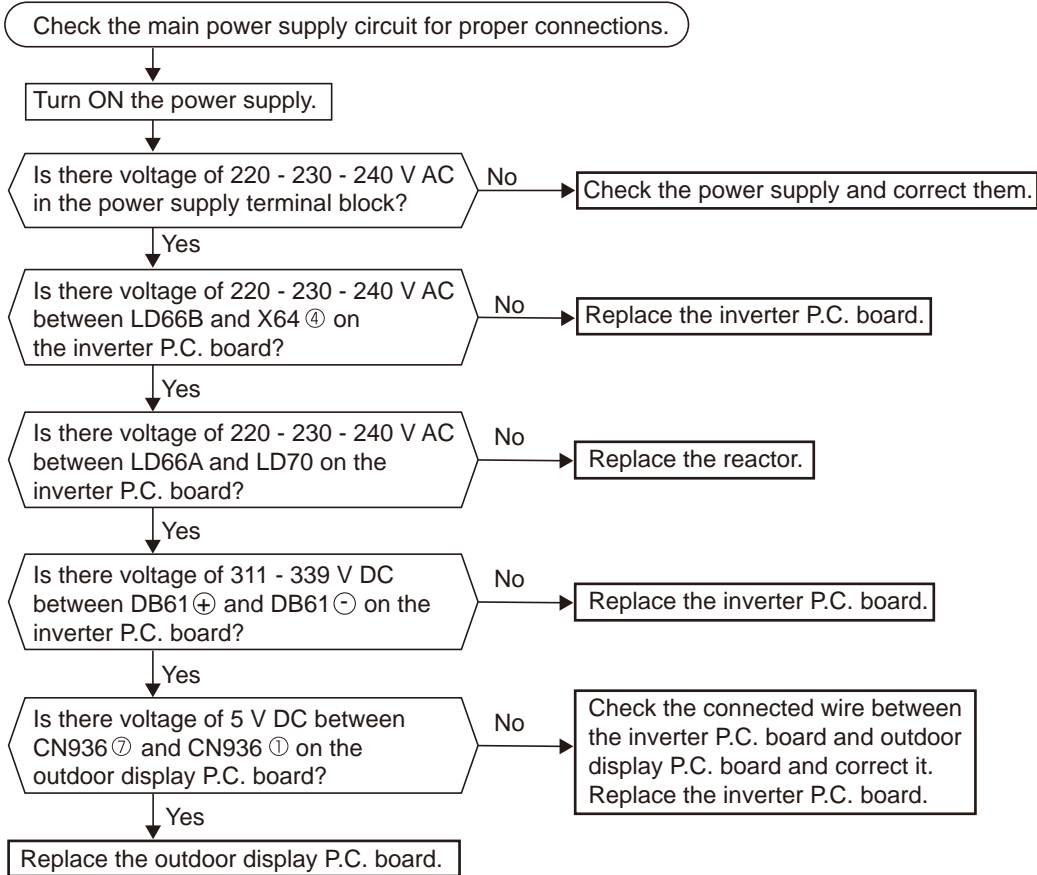 Check the main power supply circuit for proper connections.
Turn ON the power supply.
Is there voltage of 220 - 230 - 240 V AC
in the power supply terminal block?
No
Check the power supply and correct them.
Yes
Is there voltage of 220 - 230 - 240 V AC
between LD66B and X64 ④ on
the inverter P.C. board?
No
Replace the inverter P.C. board.
Yes
Is there voltage of 220 - 230 - 240 V AC
between LD66A and LD70 on the
inverter P.C. board?
No
Replace the reactor.
Yes
Is there voltage of 311 - 339 V DC
between DB61 ⊕ and DB61 ⊖ on the
inverter P.C. board?
No
Replace the inverter P.C. board.
Yes
Is there voltage of 5 V DC between
CN936 ⑦ and CN936 ① on the
outdoor display P.C. board?
No
Check the connected wire between
the inverter P.C. board and outdoor
display P.C. board and correct it.
Replace the inverter P.C. board.
Yes
Replace the outdoor display P.C. board.